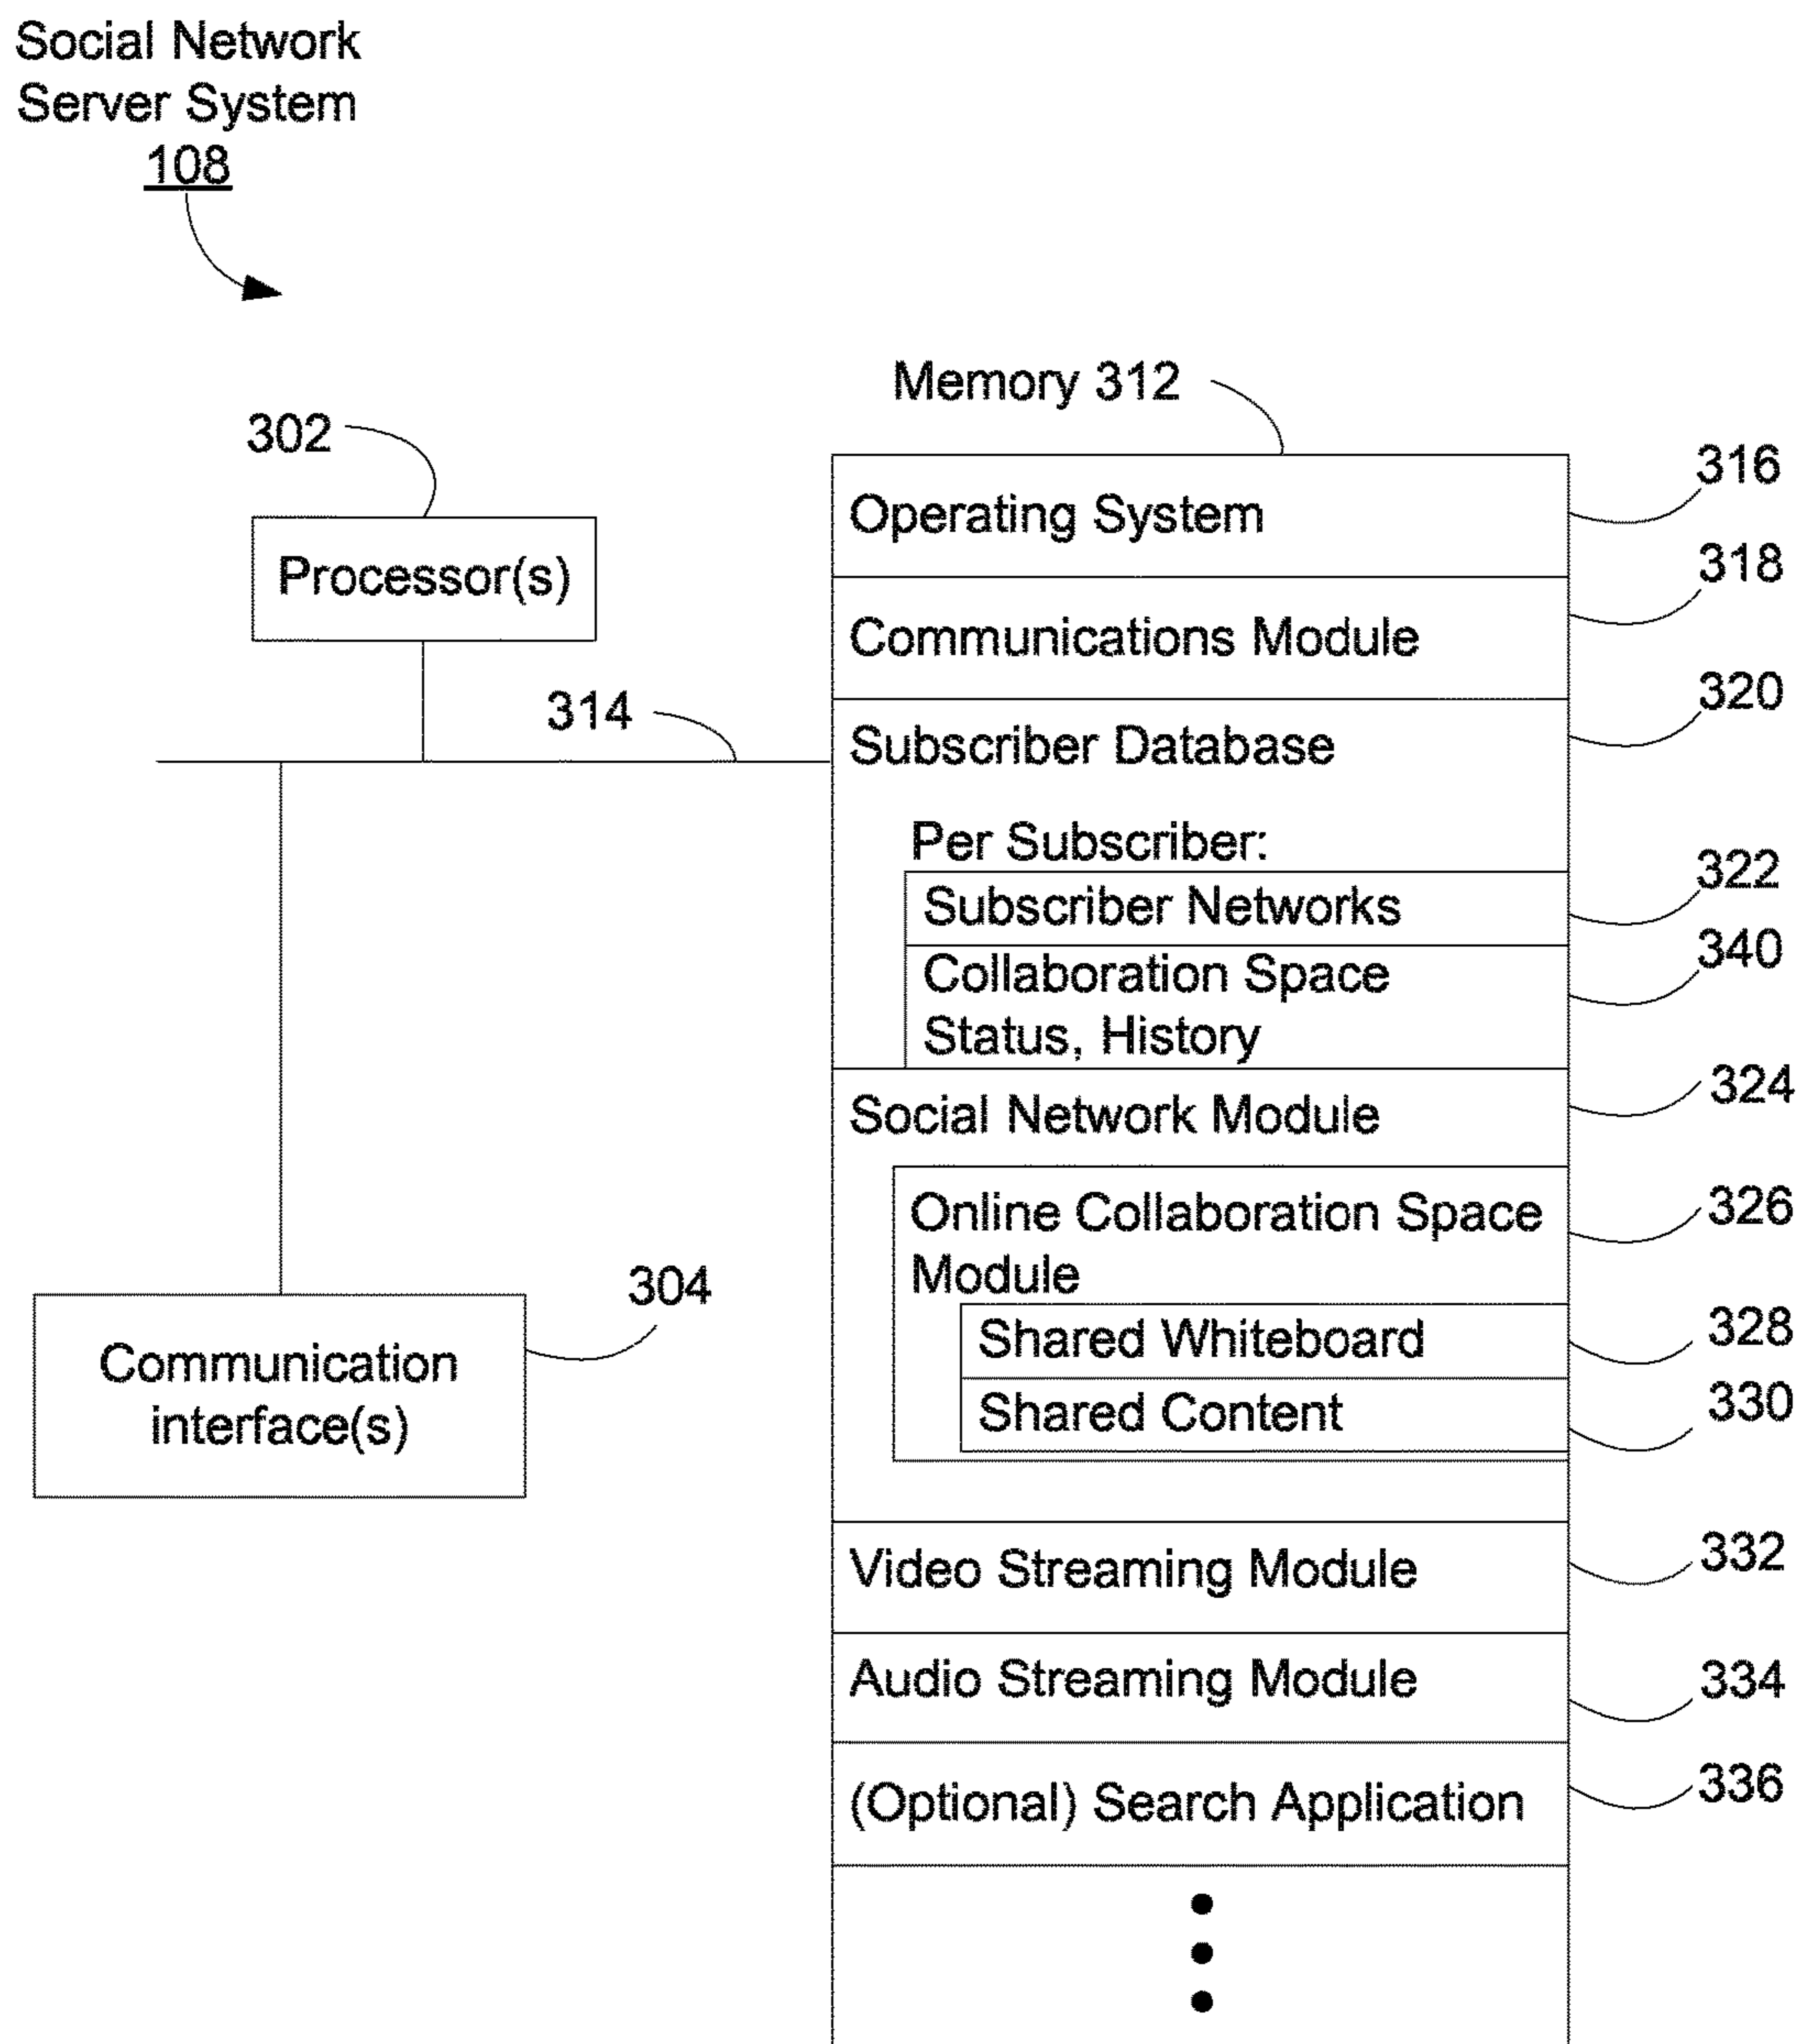 Social Network
Server System
108
Memory 312
302
Processor(s)
314
304
Communication
interface(s)
Operating System
316
Communications Module
318
Subscriber Database
320
Per Subscriber:
Subscriber Networks
322
Collaboration Space
Status, History
340
Social Network Module
324
Online Collaboration Space
Module
326
Shared Whiteboard
328
Shared Content
330
Video Streaming Module
332
Audio Streaming Module
334
(Optional) Search Application
336